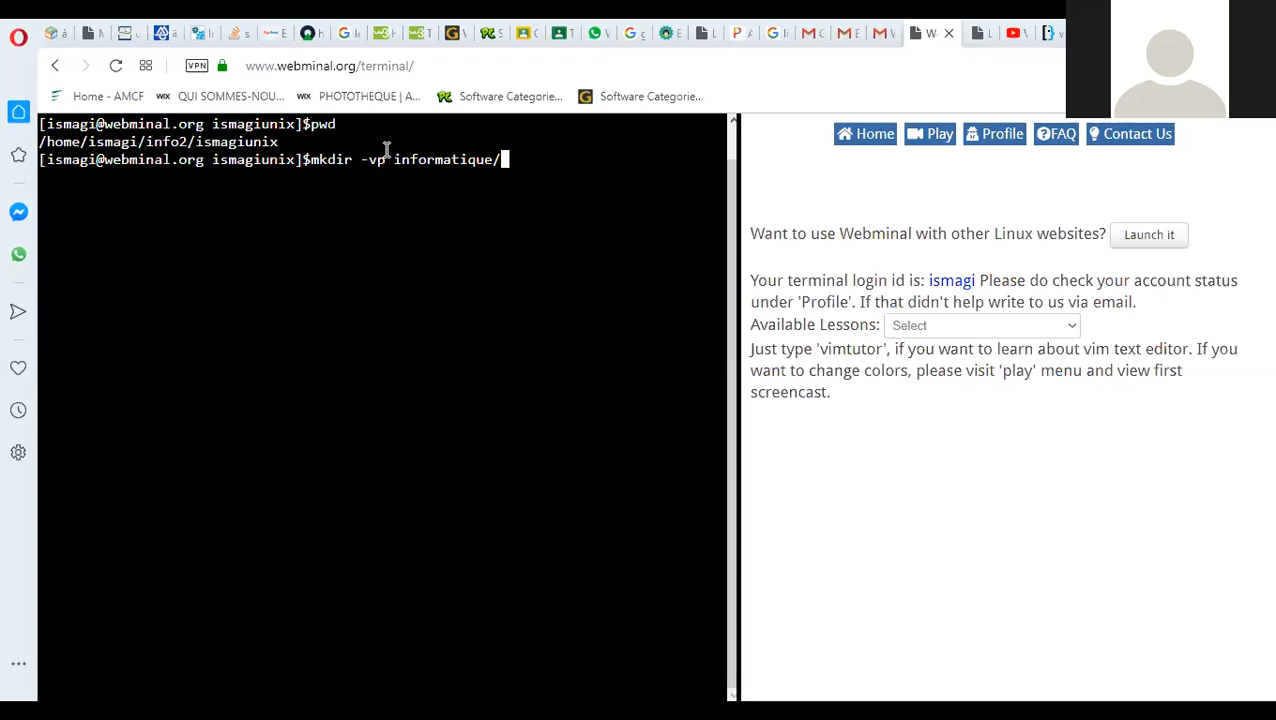 VPN www.webminal.org/terminal/
Home - AMCF WIX QUI SOMMES-NOU... WIX PHOTOTHEQUE | A... Software Categorie... Software Categorie...
[ismagi@webminal.org ismagiunix]$pwd
/home/ismagi/info2/ismagiunix
[ismagi@webminal.org ismagiunix]$mkdir -vp informatique/
Home Play Profile FAQ Contact Us
Want to use Webminal with other Linux websites? Launch it
Your terminal login id is: ismagi Please do check your account status
under 'Profile'. If that didn't help write to us via email.
Available Lessons: Select
Just type 'vimtutor', if you want to learn about vim text editor. If you
want to change colors, please visit 'play' menu and view first
screencast.